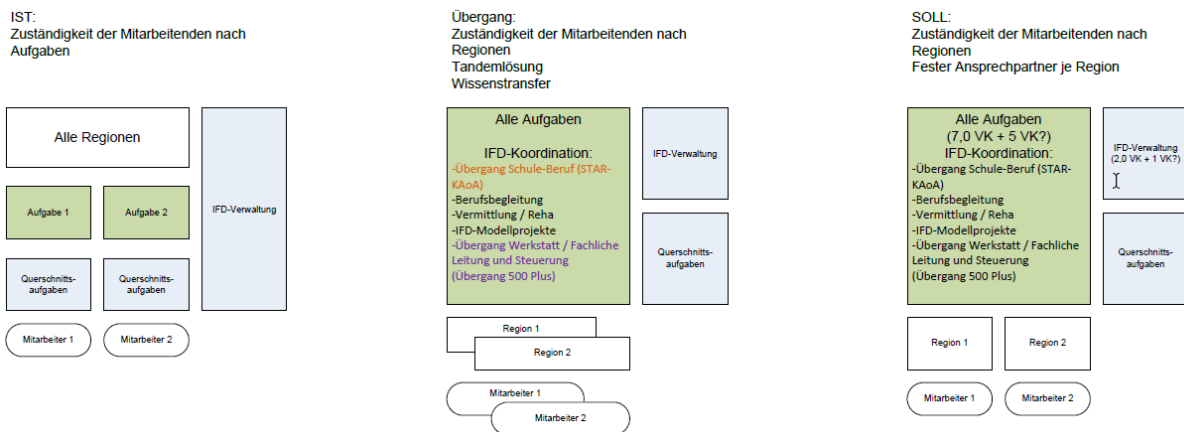 IST:
Zuständigkeit der Mitarbeitenden nach
Aufgaben
Alle Regionen
Aufgabe 1
Aufgabe 2
IFD-Verwaltung
Querschnitts-
aufgaben
Querschnitts-
aufgaben
Mitarbeiter 1
Mitarbeiter 2
Übergang:
Zuständigkeit der Mitarbeitenden nach
Regionen
Tandemlösung
Wissenstransfer
Alle Aufgaben
IFD-Koordination:
-Übergang Schule-Beruf (STAR-
KAoA)
-Berufsbegleitung
-Vermittlung / Reha
-IFD-Modellprojekte
-Übergang Werkstatt / Fachliche
Leitung und Steuerung
(Übergang 500 Plus)
IFD-Verwaltung
Querschnitts-
aufgaben
Region 1
Region 2
Mitarbeiter 1
Mitarbeiter 2
SOLL:
Zuständigkeit der Mitarbeitenden nach
Regionen
Fester Ansprechpartner je Region
Alle Aufgaben
(7,0 VK + 5 VK?)
IFD-Koordination:
-Übergang Schule-Beruf (STAR-
KAoA)
-Berufsbegleitung
-Vermittlung / Reha
-IFD-Modellprojekte
-Übergang Werkstatt / Fachliche
Leitung und Steuerung
(Übergang 500 Plus)
IFD-Verwaltung
(2,0 VK + 1 VK?)
Querschnitts-
aufgaben
Region 1
Region 2
Mitarbeiter 1
Mitarbeiter 2